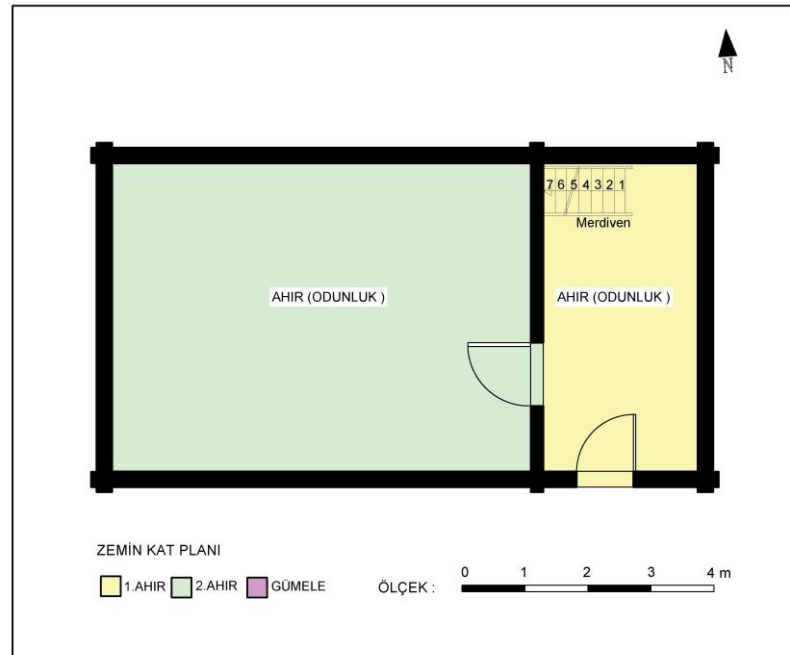 N
7 6 5 4 3 2 1
Merdiven
AHIR (ODUNLUK )
AHIR (ODUNLUK )
ZEMİN KAT PLANI
1.AHIR 2.AHIR GÜMELE
ÖLÇEK : 0 1 2 3 4 m